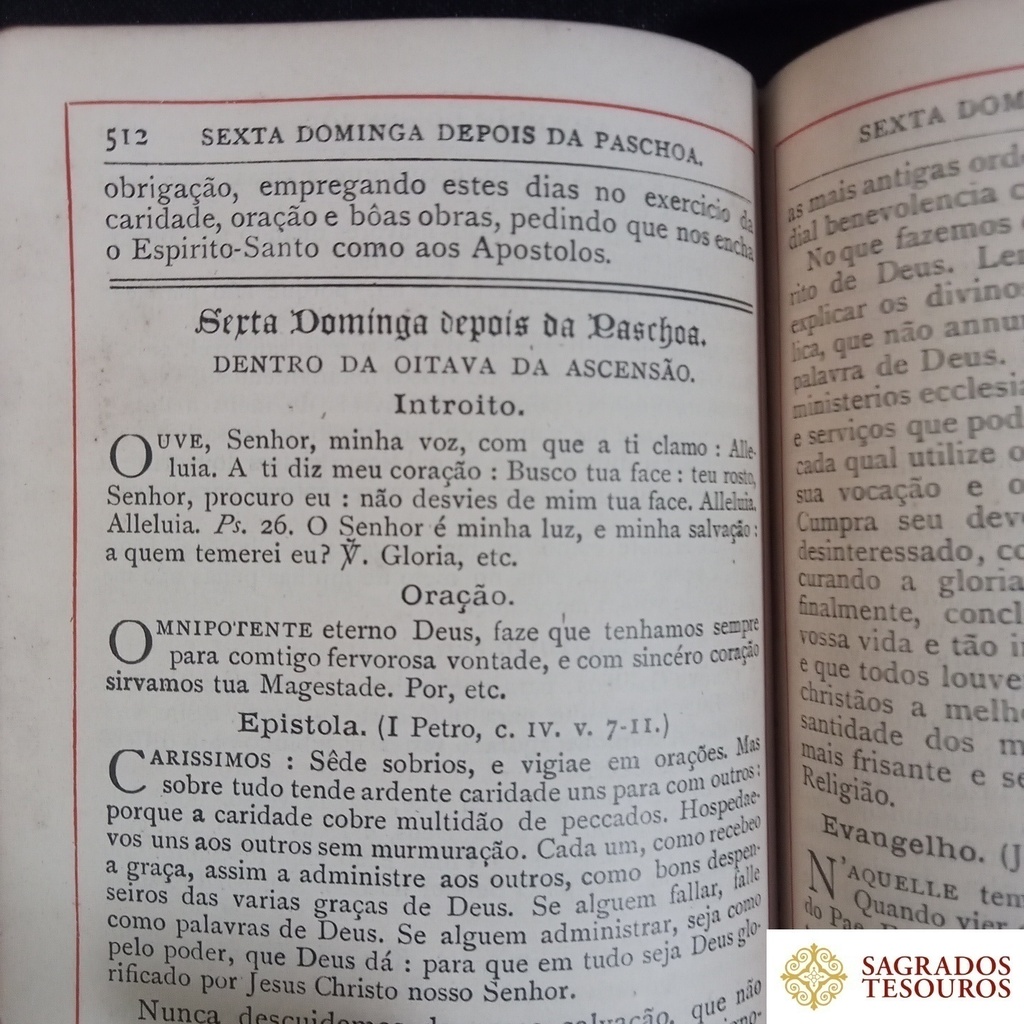 512 SEXTA DOMINGA DEPOIS DA PASCHOA.
obrigação, empregando estes dias no exercicio da
caridade, oração e bôas obras, pedindo que nos encha
o Espirito-Santo como aos Apostolos.
Sexta Dominga depois da Paschoa.
DENTRO DA OITAVA DA ASCENSÃO.
Introito.
OUVE, Senhor, minha voz, com que a ti clamo : Alle-
luia. A ti diz meu coração : Busco tua face : teu rosto,
Senhor, procuro eu : não desvies de mim tua face. Alleluia,
Alleluia. Ps. 26. O Senhor é minha luz, e minha salvação :
a quem temerei eu? ℣. Gloria, etc.
Oração.
OMNIPOTENTE eterno Deus, faze que tenhamos sempre
para comtigo fervorosa vontade, e com sincéro coração
sirvamos tua Magestade. Por, etc.
Epistola. (I Petro, c. IV. v. 7-11.)
CARISSIMOS : Sêde sobrios, e vigiae em orações. Mas
sobre tudo tende ardente caridade uns para com outros :
porque a caridade cobre multidão de peccados. Hospedae-
vos uns aos outros sem murmuração. Cada um, como recebeo
a graça, assim a administre aos outros, como bons despen-
seiros das varias graças de Deus. Se alguem fallar, falle
como palavras de Deus. Se alguem administrar, seja como
pelo poder, que Deus dá : para que em tudo seja Deus glo-
rificado por Jesus Christo nosso Senhor.
Nunca descuidemos salvação, que não
SEXTA DOM
as mais antigas ord
dial benevolencia c
No que fazemos
rito de Deus. Le
explicar os divino
lica, que não annu
palavra de Deus.
ministerios ecclesia
e serviços que pod
cada qual utilize o
sua vocação e o
Cumpra seu dev
desinteressado, co
curando a gloria
finalmente, concl
vossa vida e tão i
e que todos louve
christãos a melh
santidade dos m
mais frisante e se
Religião.
Evangelho. (J
N'AQUELLE tem
Quando vier
do Pae
SAGRADOS
TESOUROS